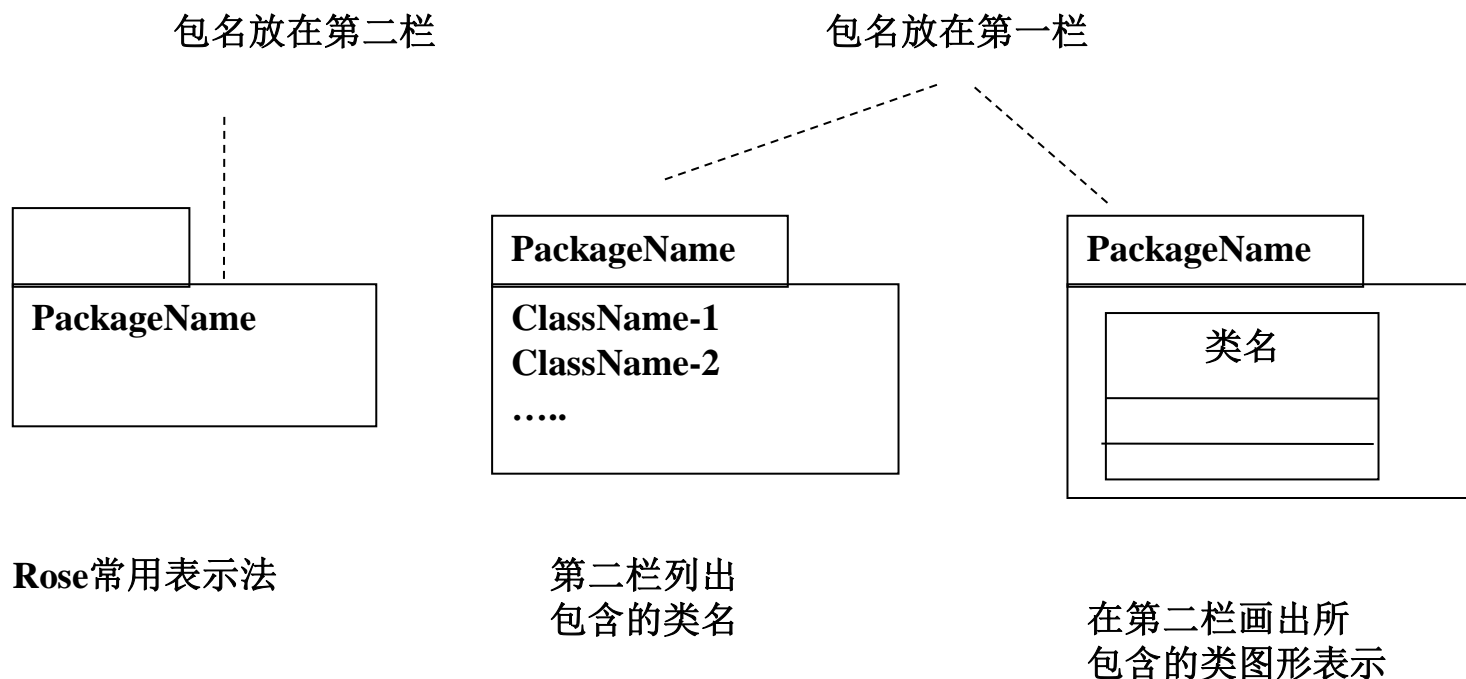 包名放在第二栏
包名放在第一栏
PackageName
PackageName
ClassName-1
ClassName-2
…..
PackageName
类名
Rose常用表示法
第二栏列出
包含的类名
在第二栏画出所
包含的类图形表示